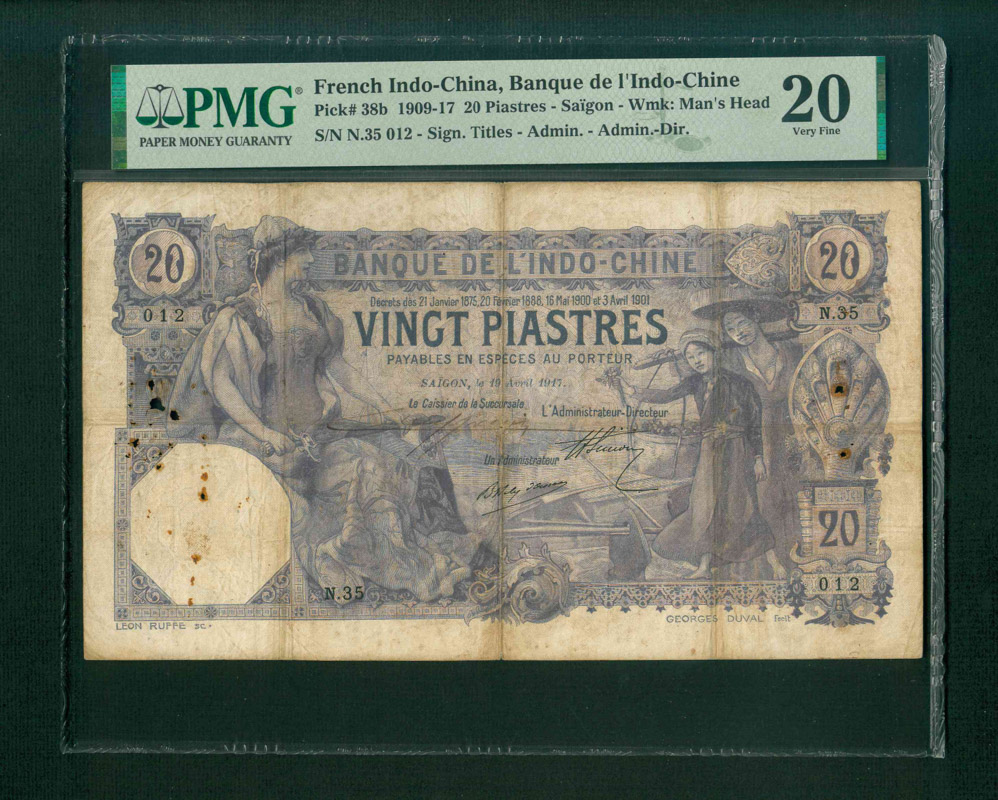 PMG®
PAPER MONEY GUARANTY
French Indo-China, Banque de l'Indo-Chine
Pick# 38b 1909-17 20 Piastres - Saïgon - Wmk: Man's Head
S/N N.35 012 - Sign. Titles - Admin. - Admin.-Dir.
20
Very Fine
20
20
BANQUE DE L'INDO-CHINE
012
N.35
Décrets des 21 Janvier 1875, 20 Février 1888, 16 Mai 1900 et 3 Avril 1901
VINGT PIASTRES
PAYABLES EN ESPÈCES AU PORTEUR
SAÏGON, le 19 Avril 1917.
Le Caissier de la Succursale,
L'Administrateur-Directeur
Un Administrateur
20
N.35
012
LEON RUFFE sc.
GEORGES DUVAL fecit